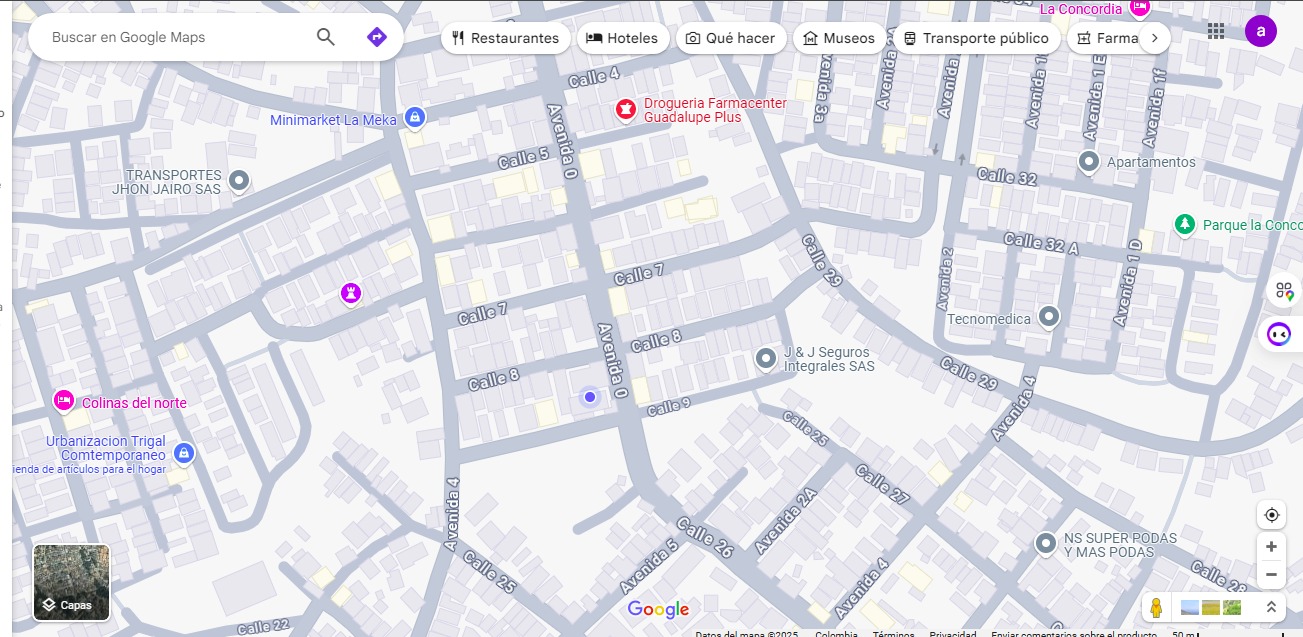 La Concordia
Buscar en Google Maps
Restaurantes
Hoteles
Qué hacer
Museos
Transporte público
Farma
a
Calle 4
Avenida 3A
Avenida 2
Avenida 1
Avenida 1 E
Avenida 1f
Drogueria Farmacenter
Guadalupe Plus
Minimarket La Meka
Avenida 0
Calle 5
Calle 32
Apartamentos
TRANSPORTES
JHON JAIRO SAS
Parque la Conco
Calle 32 A
Calle 29
Calle 7
Avenida 2
Avenida 1 D
Calle 7
Tecnomedica
Calle 8
Avenida 0
J & J Seguros
Integrales SAS
Calle 8
Calle 29
Avenida 4
Colinas del norte
Calle 9
Calle 25
Urbanizacion Trigal
Comtemporaneo
ienda de artículos para el hogar
Calle 27
Avenida 4
Avenida 2A
Calle 26
NS SUPER PODAS
Y MAS PODAS
Calle 25
Avenida 5
Avenida 4
Calle 28
Capas
Google
Calle 22
Datos del mapa ©2025 Colombia Términos Privacidad Enviar comentarios sobre el producto 50 m